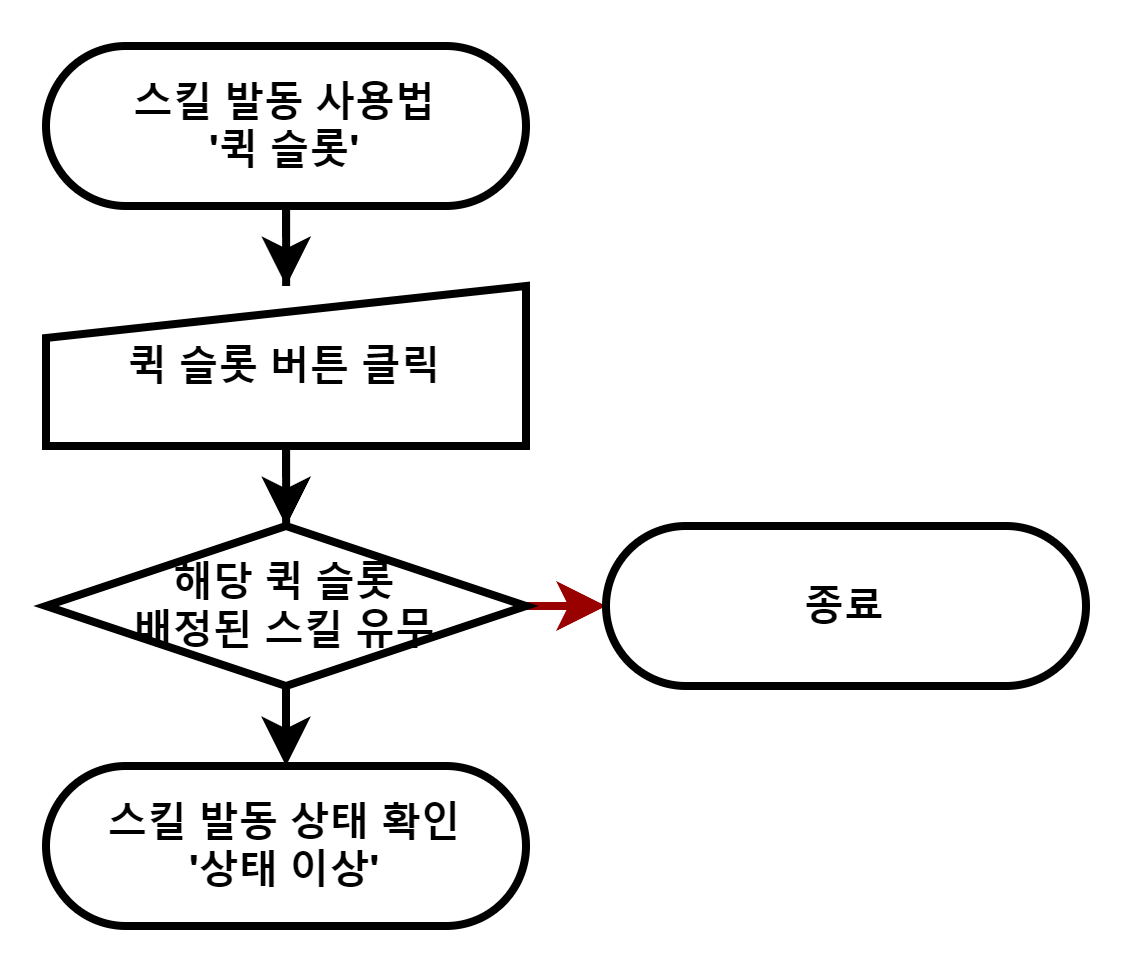 스킬 발동 사용법
'퀵 슬롯'
퀵 슬롯 버튼 클릭
해당 퀵 슬롯
배정된 스킬 유무
종료
스킬 발동 상태 확인
'상태 이상'